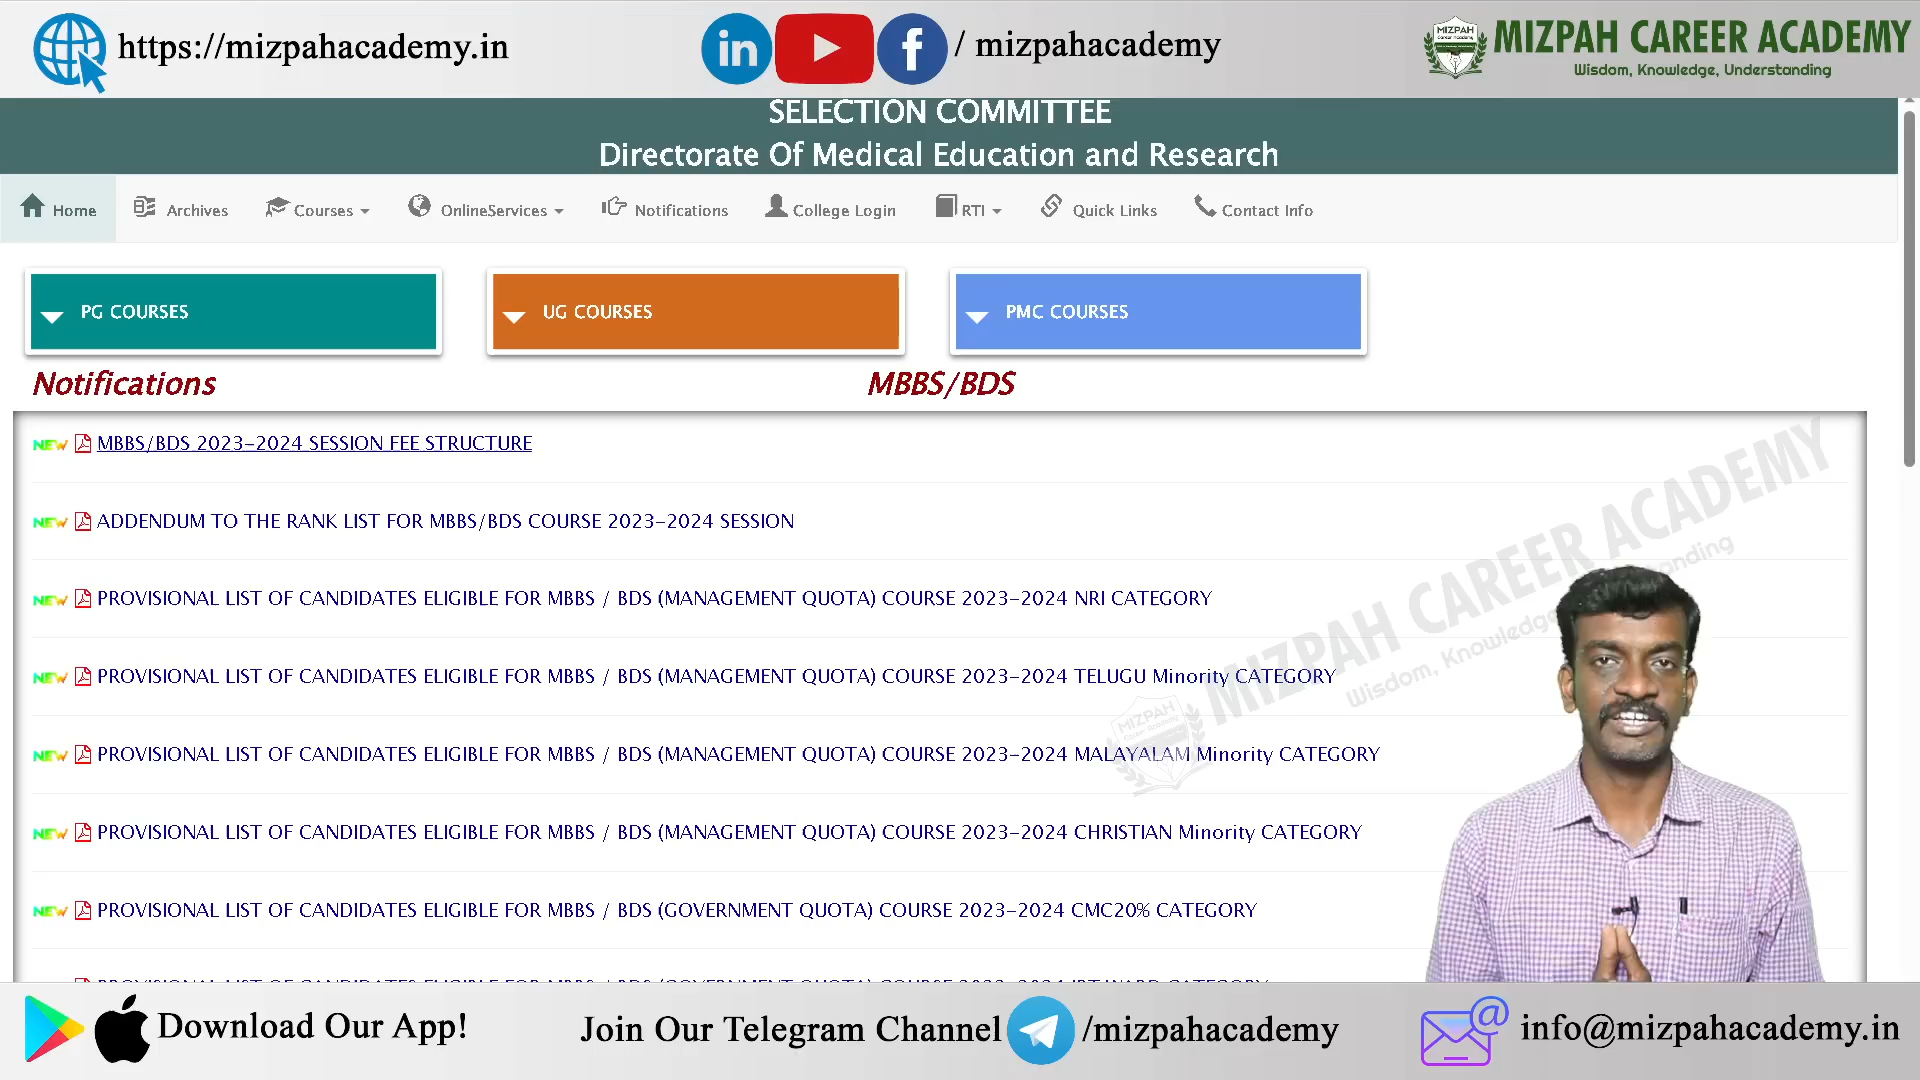 https://mizpahacademy.in
in
f
/ mizpahacademy
MIZPAH
Career Academy
MIZPAH CAREER ACADEMY
Wisdom, Knowledge, Understanding
SELECTION COMMITTEE
Directorate Of Medical Education and Research
Home
Archives
Courses
OnlineServices
Notifications
College Login
RTI
Quick Links
Contact Info
PG COURSES
UG COURSES
PMC COURSES
Notifications
MBBS/BDS
NEW MBBS/BDS 2023-2024 SESSION FEE STRUCTURE
NEW ADDENDUM TO THE RANK LIST FOR MBBS/BDS COURSE 2023-2024 SESSION
NEW PROVISIONAL LIST OF CANDIDATES ELIGIBLE FOR MBBS / BDS (MANAGEMENT QUOTA) COURSE 2023-2024 NRI CATEGORY
NEW PROVISIONAL LIST OF CANDIDATES ELIGIBLE FOR MBBS / BDS (MANAGEMENT QUOTA) COURSE 2023-2024 TELUGU Minority CATEGORY
NEW PROVISIONAL LIST OF CANDIDATES ELIGIBLE FOR MBBS / BDS (MANAGEMENT QUOTA) COURSE 2023-2024 MALAYALAM Minority CATEGORY
NEW PROVISIONAL LIST OF CANDIDATES ELIGIBLE FOR MBBS / BDS (MANAGEMENT QUOTA) COURSE 2023-2024 CHRISTIAN Minority CATEGORY
NEW PROVISIONAL LIST OF CANDIDATES ELIGIBLE FOR MBBS / BDS (GOVERNMENT QUOTA) COURSE 2023-2024 CMC20% CATEGORY
MIZPAH
MIZPAH CAREER ACADEMY
Wisdom, Knowledge
Download Our App!
Join Our Telegram Channel
/mizpahacademy
@
info@mizpahacademy.in